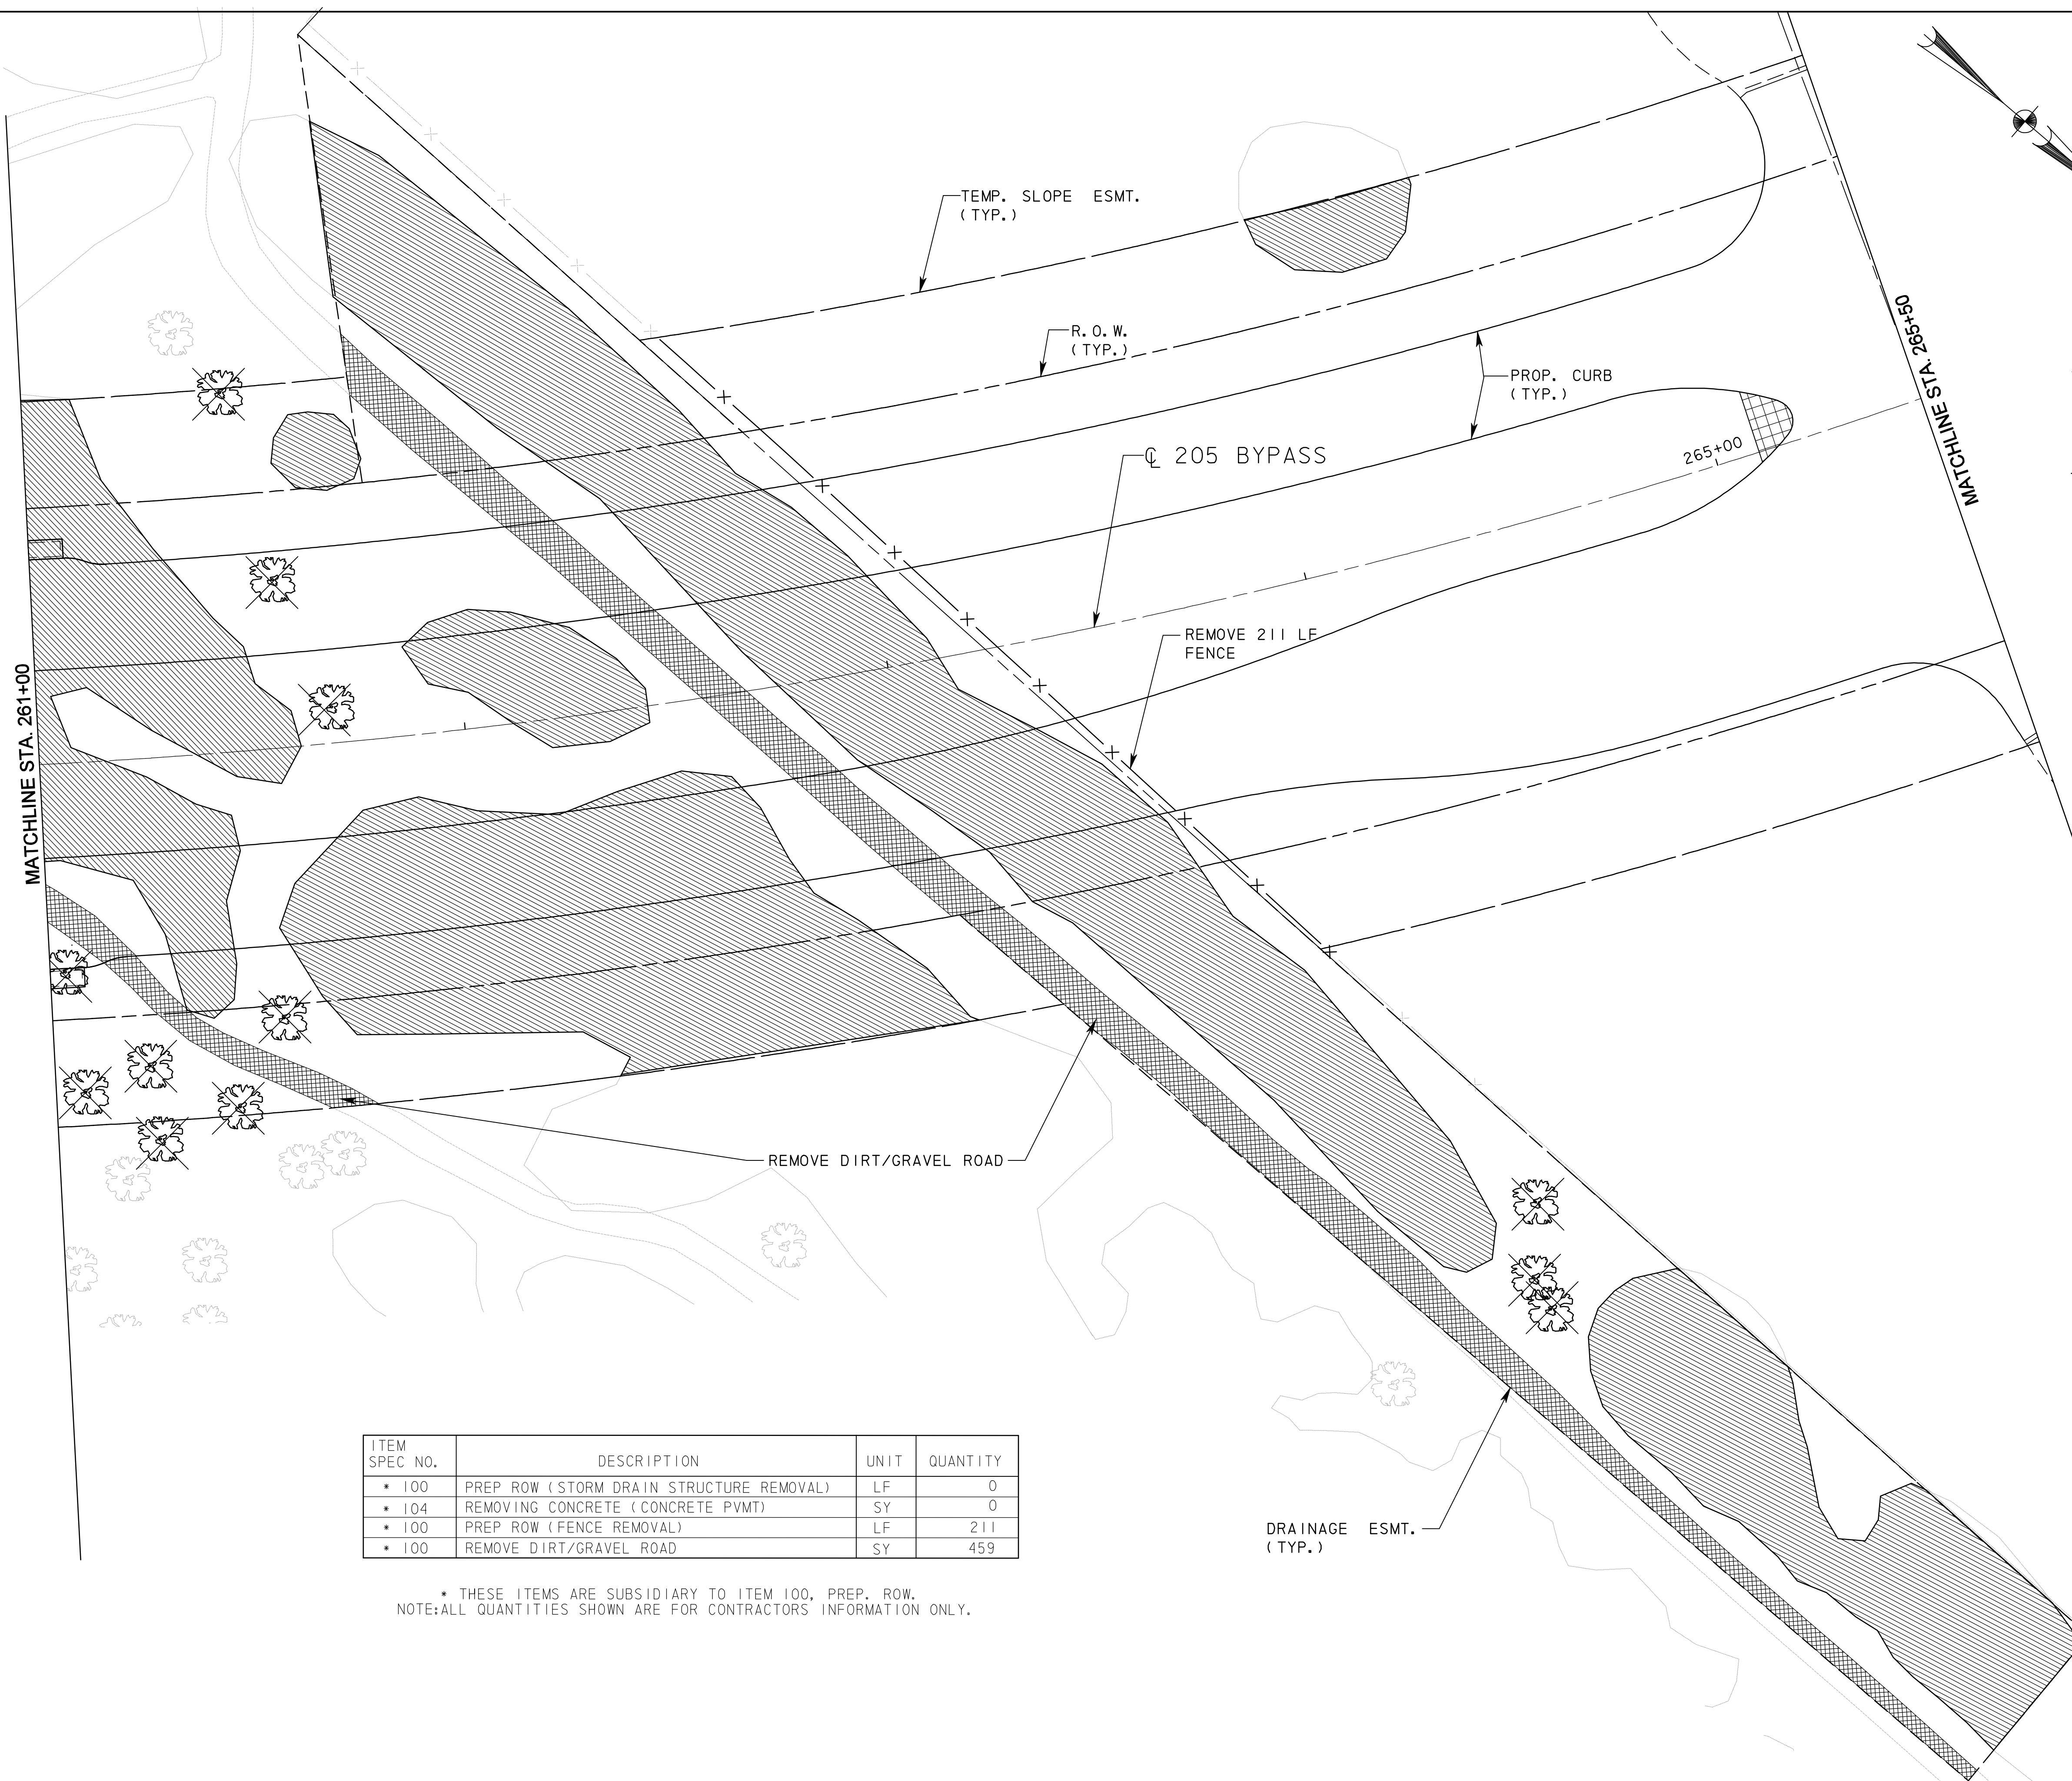 TEMP. SLOPE ESMT.
(TYP.)
R.O.W.
(TYP.)
PROP. CURB
(TYP.)
℄ 205 BYPASS
265+00
MATCHLINE STA. 265+50
REMOVE 211 LF
FENCE
MATCHLINE STA. 261+00
REMOVE DIRT/GRAVEL ROAD
DRAINAGE ESMT.
(TYP.)
ITEM
SPEC NO. DESCRIPTION UNIT QUANTITY
* 100 PREP ROW (STORM DRAIN STRUCTURE REMOVAL) LF 0
* 104 REMOVING CONCRETE (CONCRETE PVMT) SY 0
* 100 PREP ROW (FENCE REMOVAL) LF 211
* 100 REMOVE DIRT/GRAVEL ROAD SY 459
* THESE ITEMS ARE SUBSIDIARY TO ITEM 100, PREP. ROW.
NOTE:ALL QUANTITIES SHOWN ARE FOR CONTRACTORS INFORMATION ONLY.